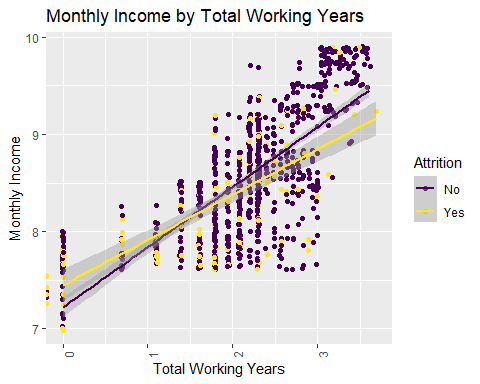 Monthly Income by Total Working Years
10
9
8
7
Monthly Income
0
1
2
3
Total Working Years
Attrition
No
Yes